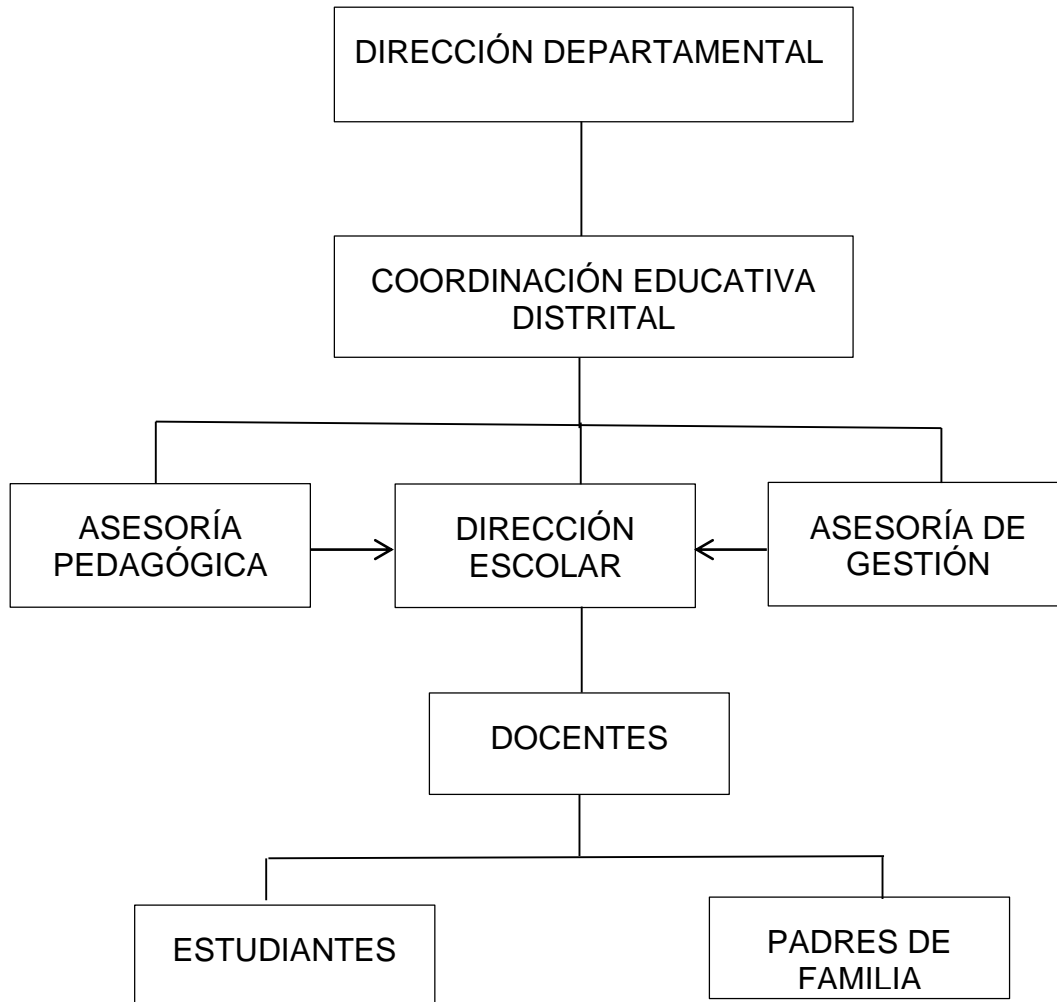 DIRECCIÓN DEPARTAMENTAL
COORDINACIÓN EDUCATIVA
DISTRITAL
ASESORÍA
PEDAGÓGICA
DIRECCIÓN
ESCOLAR
ASESORÍA DE
GESTIÓN
DOCENTES
ESTUDIANTES
PADRES DE
FAMILIA